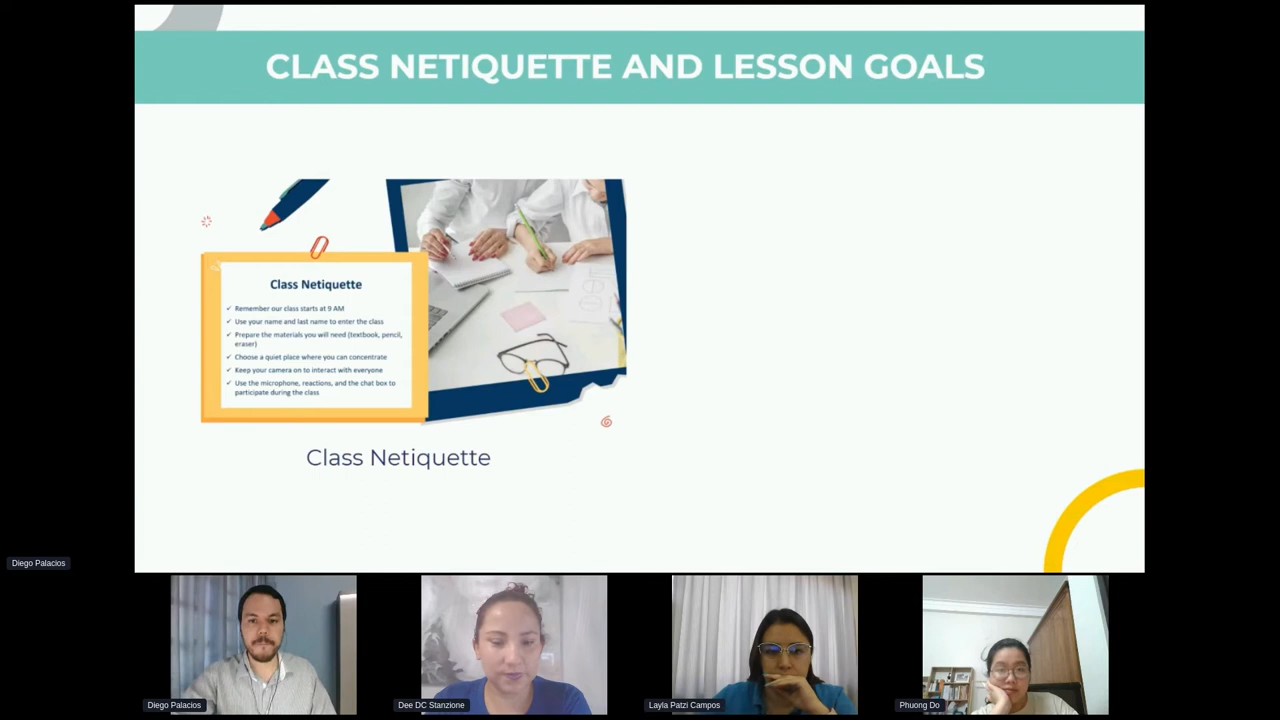 CLASS NETIQUETTE AND LESSON GOALS
Class Netiquette
✓ Remember our class starts at 9 AM
✓ Use your name and last name to enter the class
✓ Prepare the materials you will need (textbook, pencil,
eraser)
✓ Choose a quiet place where you can concentrate
✓ Keep your camera on to interact with everyone
✓ Use the microphone, reactions, and the chat box to
participate during the class
Class Netiquette
Diego Palacios
Diego Palacios
Dee DC Stanzione
Layla Patzi Campos
Phuong Do